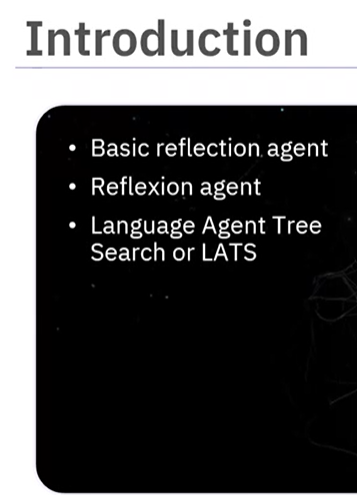 Introduction
• Basic reflection agent
• Reflexion agent
• Language Agent Tree
Search or LATS